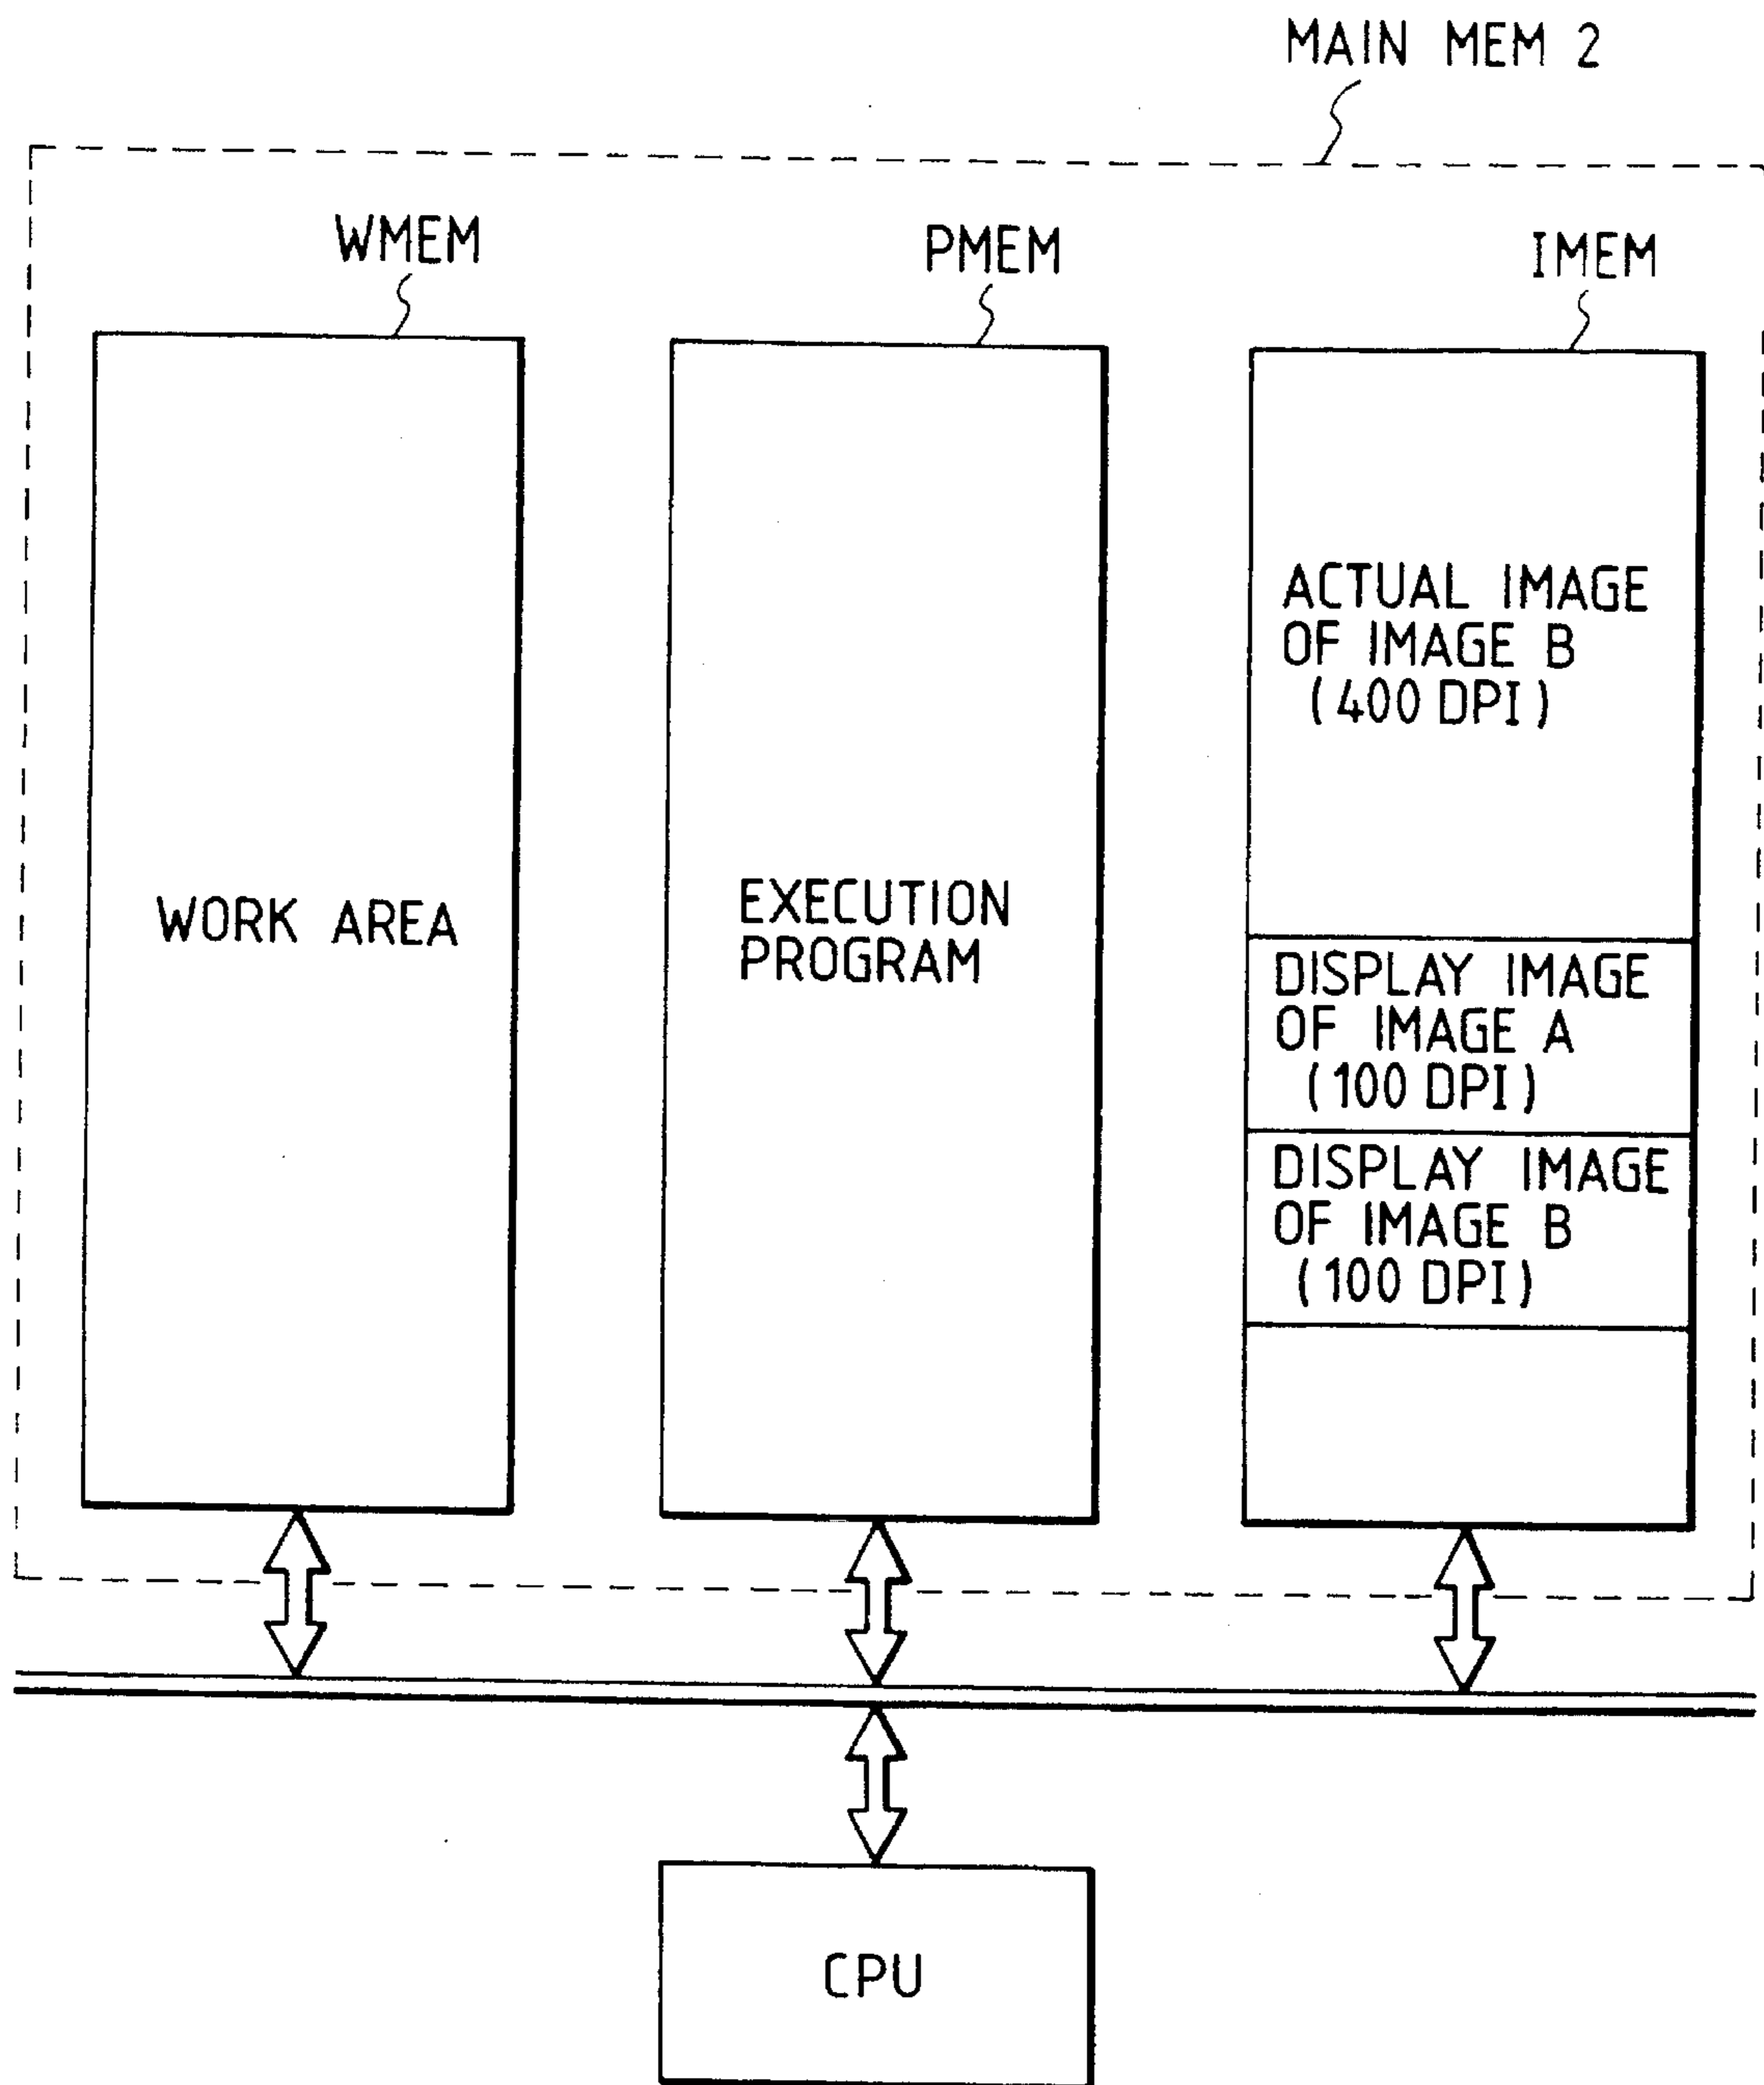 MAIN MEM 2
WMEM
PMEM
IMEM
WORK AREA
EXECUTION
PROGRAM
ACTUAL IMAGE
OF IMAGE B
(400 DPI)
DISPLAY IMAGE
OF IMAGE A
(100 DPI)
DISPLAY IMAGE
OF IMAGE B
(100 DPI)
CPU